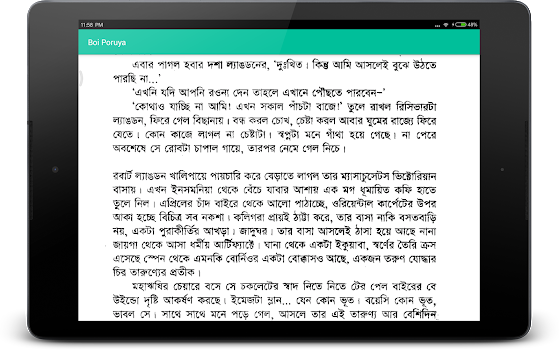 11:56 PM
48%
Boi Poruya
এবার পাগল হবার দশা ল্যাঙডনের, 'দুঃখিত। কিন্তু আমি আসলেই বুঝে উঠতে
পারছি না...'
'এখনি যদি আপনি রওনা দেন তাহলে এখানে পৌঁছতে পারবেন-'
'কোথাও যাচ্ছি না আমি! এখন সকাল পাঁচটা বাজে!' তুলে রাখল রিসিভারটা
ল্যাঙডন, ফিরে গেল বিছানায়। বন্ধ করল চোখ, চেষ্টা করল আবার ঘুমের রাজ্যে ফিরে
যেতে। কোন কাজে লাগল না চেষ্টাটা। স্বপ্নটা মনে গাঁথা হয়ে গেছে। না পেরে
অবশেষে সে রোবটা চাপাল গায়ে, তারপর নেমে গেল নিচে।
রবার্ট ল্যাঙডন খালিপায়ে পায়চারি করে বেড়াতে লাগল তার ম্যাসাচুসেটস ভিক্টোরিয়ান
বাসায়। এখন ইনসমনিয়া থেকে বেঁচে যাবার আশায় এক মগ ধূমায়িত কফি হাতে
তুলে নিল। এপ্রিলের চাঁদ বাইরে থেকে আলো পাঠাচ্ছে, ওরিয়েন্টাল কার্পেটের উপর
আকা হচ্ছে বিচিত্র সব নকশা। কলিগরা প্রায়ই ঠাট্টা করে, তার বাসা নাকি বসতবাড়ি
নয়, একটা পুরাকীর্তির আখড়া। জাদুঘর। তার বাসা আসলেই ঠাসা হয়ে আছে নানা
জায়গা থেকে আসা ধর্মীয় আর্টিফ্যাক্টে। ঘানা থেকে একটা ইকুয়াবা, স্বর্ণের তৈরি ক্রস
এসেছে স্পেন থেকে এমনকি বোর্নিওর একটা বোক্কাসও আছে, একজন তরুণ যোদ্ধার
চির তারুণ্যের প্রতীক।
মহাঋষির চেয়ারে বসে সে চকলেটের স্বাদ নিতে নিতে টের পেল বাইরের বে
উইন্ডো দৃষ্টি আকর্ষণ করছে। ইমেজটা ম্লান... যেন কোন ভূত। বয়েসি কোন ভূত,
ভাবল সে। সাথে সাথে মনে পড়ে গেল, আসলে তার এই তারুণ্য আর বেশিদিন